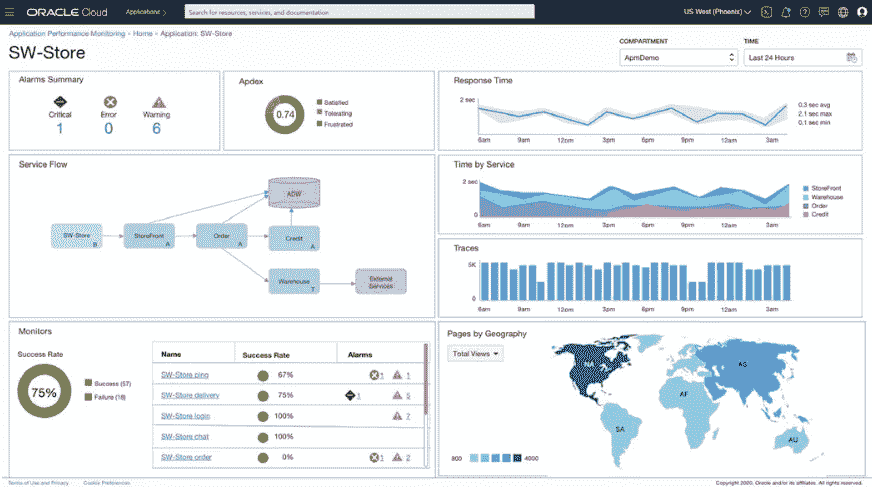 ORACLE Cloud
Applications >
Search for resources, services, and documentation
US West (Phoenix)
Application Performance Monitoring › Home › Application: SW-Store
SW-Store
COMPARTMENT
ApmDemo
TIME
Last 24 Hours
Alarms Summary
Critical
1
Error
0
Warning
6
Apdex
0.74
Satisfied
Tolerating
Frustrated
Response Time
2 sec
6am 9am 12pm 3pm 6pm 9pm 12am 3am
0.3 sec avg
2.1 sec max
0.1 sec min
Service Flow
SW-Store
B
StoreFront
A
Order
A
ADW
Credit
A
Warehouse
T
External
Services
Time by Service
2 sec
0
6am 9am 12am 3pm 6pm 9pm 12am 3am
StoreFront
Warehouse
Order
Credit
Traces
5K
0
6am 9am 12am 3pm 6pm 9pm 12am 3am
Monitors
Success Rate
75%
Success (57)
Failure (18)
Name Success Rate Alarms
SW-Store ping 67% 1 1
SW-Store delivery 75% 1 5
SW-Store login 100% 7
SW-Store chat 100%
SW-Store order 0% 1 2
Pages by Geography
Total Views
NA
SA
AF
AS
AU
800 4000
Terms of Use and Privacy Cookie Preferences
Copyright 2020, Oracle and/or its affiliates. All rights reserved.